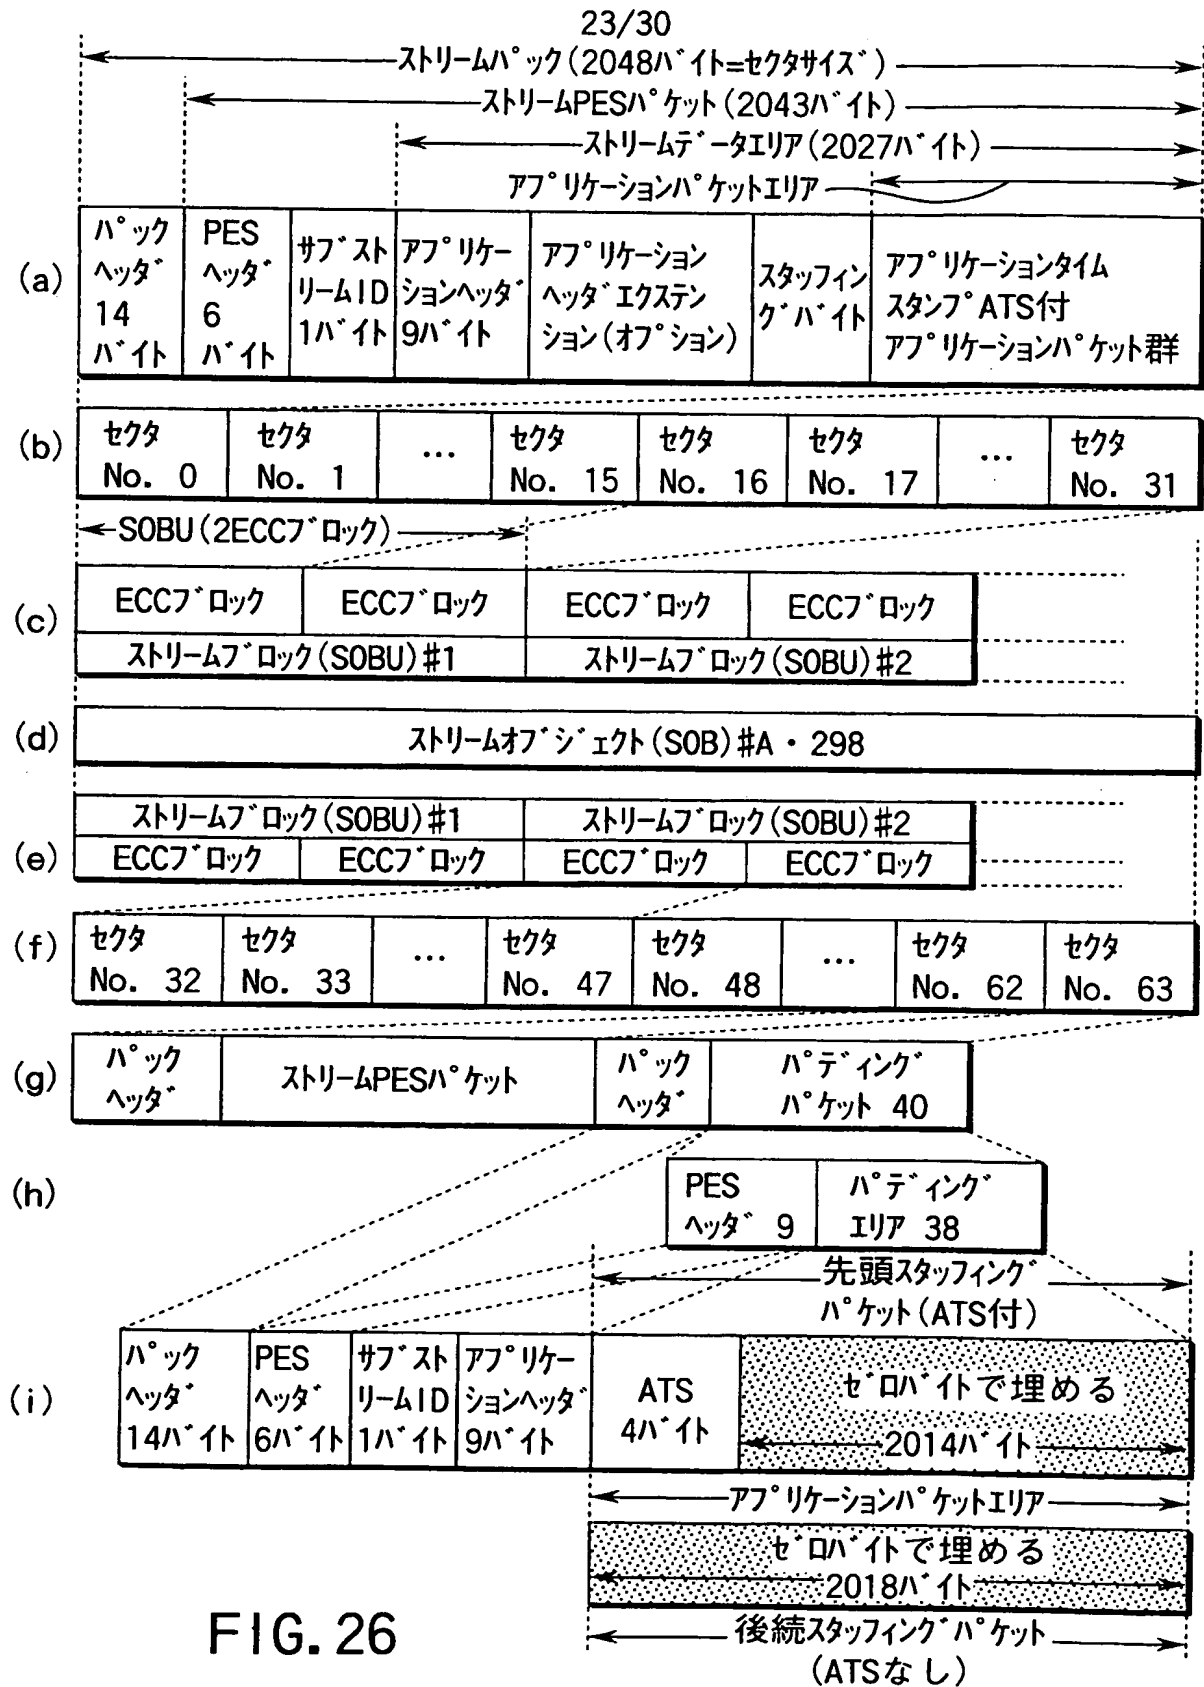 23/30
ストリームパック(2048バイト=セクタサイズ)
ストリームPESパケット(2043バイト)
ストリームデータエリア(2027バイト)
アプリケーションパケットエリア
(a)
パック
ヘッダ
14
バイト
PES
ヘッダ
6
バイト
サブスト
リームID
1バイト
アプリケー
ションヘッダ
9バイト
アプリケーション
ヘッダエクステン
ション(オプション)
スタッフィン
グバイト
アプリケーションタイム
スタンプATS付
アプリケーションパケット群
(b)
セクタ
No. 0
セクタ
No. 1
...
セクタ
No. 15
セクタ
No. 16
セクタ
No. 17
...
セクタ
No. 31
SOBU(2ECCブロック)
(c)
ECCブロック
ECCブロック
ECCブロック
ECCブロック
ストリームブロック(SOBU)#1
ストリームブロック(SOBU)#2
(d)
ストリームオブジェクト(SOB)#A・298
(e)
ストリームブロック(SOBU)#1
ストリームブロック(SOBU)#2
ECCブロック
ECCブロック
ECCブロック
ECCブロック
(f)
セクタ
No. 32
セクタ
No. 33
...
セクタ
No. 47
セクタ
No. 48
...
セクタ
No. 62
セクタ
No. 63
(g)
パック
ヘッダ
ストリームPESパケット
パック
ヘッダ
パディング
パケット 40
(h)
PES
ヘッダ 9
パディング
エリア 38
先頭スタッフィング
パケット(ATS付)
(i)
パック
ヘッダ
14バイト
PES
ヘッダ
6バイト
サブスト
リームID
1バイト
アプリケー
ションヘッダ
9バイト
ATS
4バイト
ゼロバイトで埋める
2014バイト
アプリケーションパケットエリア
ゼロバイトで埋める
2018バイト
後続スタッフィングパケット
(ATSなし)
FIG.26